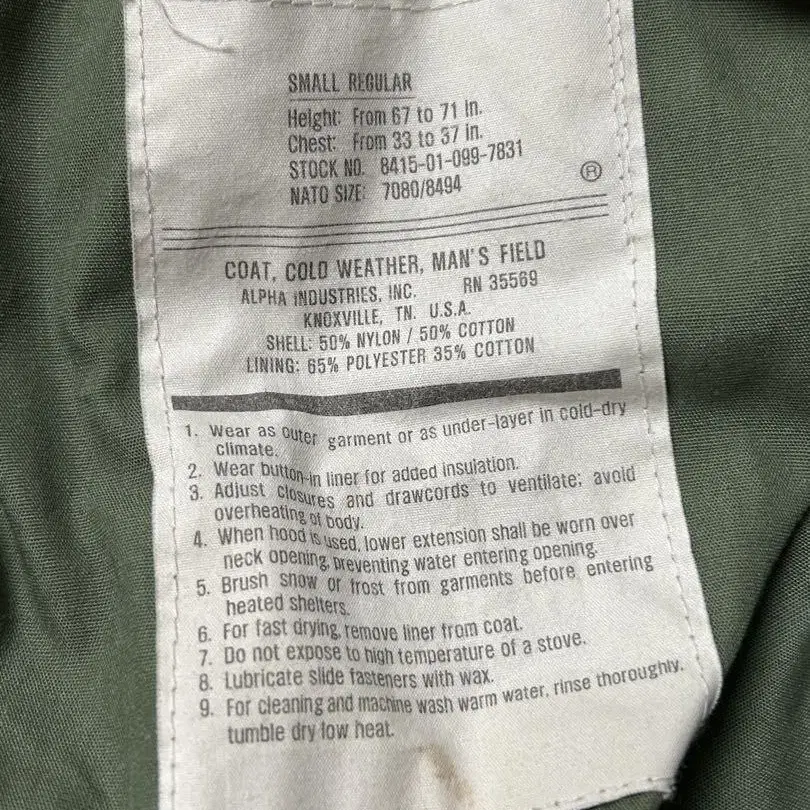 SMALL REGULAR
Height: From 67 to 71 in.
Chest: From 33 to 37 in.
STOCK NO. 8415-01-099-7831
NATO SIZE: 7080/8494
®
COAT, COLD WEATHER, MAN'S FIELD
ALPHA INDUSTRIES, INC. RN 35569
KNOXVILLE, TN. U.S.A.
SHELL: 50% NYLON / 50% COTTON
LINING: 65% POLYESTER 35% COTTON
1. Wear as outer garment or as under-layer in cold-dry
climate.
2. Wear button-in liner for added insulation.
3. Adjust closures and drawcords to ventilate; avoid
overheating of body.
4. When hood is used, lower extension shall be worn over
neck opening, preventing water entering opening.
5. Brush snow or frost from garments before entering
heated shelters.
6. For fast drying, remove liner from coat.
7. Do not expose to high temperature of a stove.
8. Lubricate slide fasteners with wax.
9. For cleaning and machine wash warm water, rinse thoroughly.
tumble dry low heat.